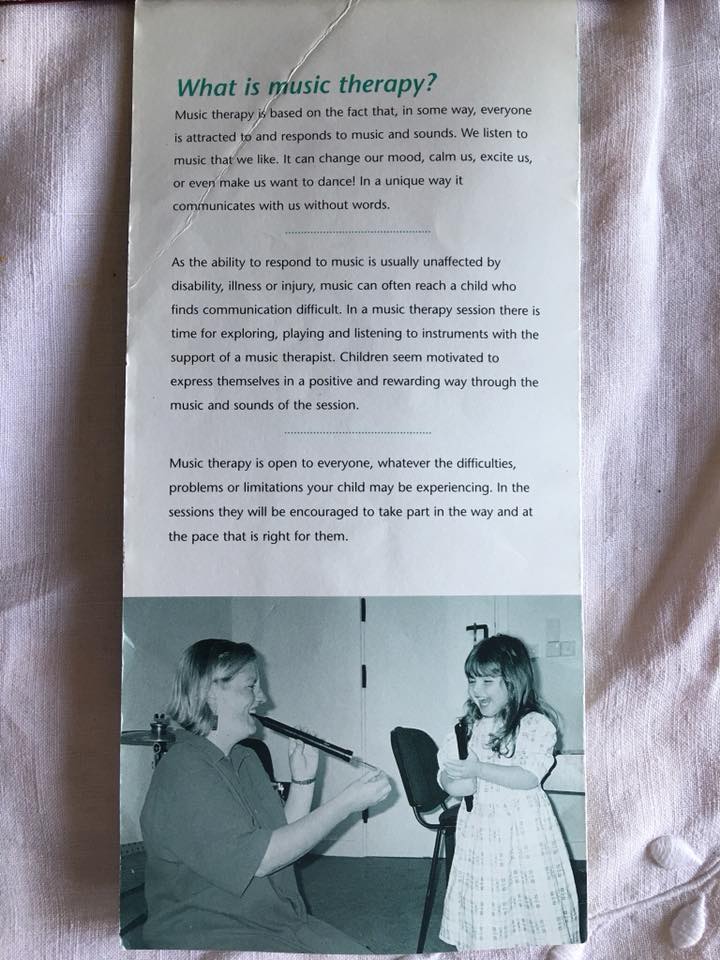 What is music therapy?
Music therapy is based on the fact that, in some way, everyone
is attracted to and responds to music and sounds. We listen to
music that we like. It can change our mood, calm us, excite us,
or even make us want to dance! In a unique way it
communicates with us without words.
As the ability to respond to music is usually unaffected by
disability, illness or injury, music can often reach a child who
finds communication difficult. In a music therapy session there is
time for exploring, playing and listening to instruments with the
support of a music therapist. Children seem motivated to
express themselves in a positive and rewarding way through the
music and sounds of the session.
Music therapy is open to everyone, whatever the difficulties,
problems or limitations your child may be experiencing. In the
sessions they will be encouraged to take part in the way and at
the pace that is right for them.